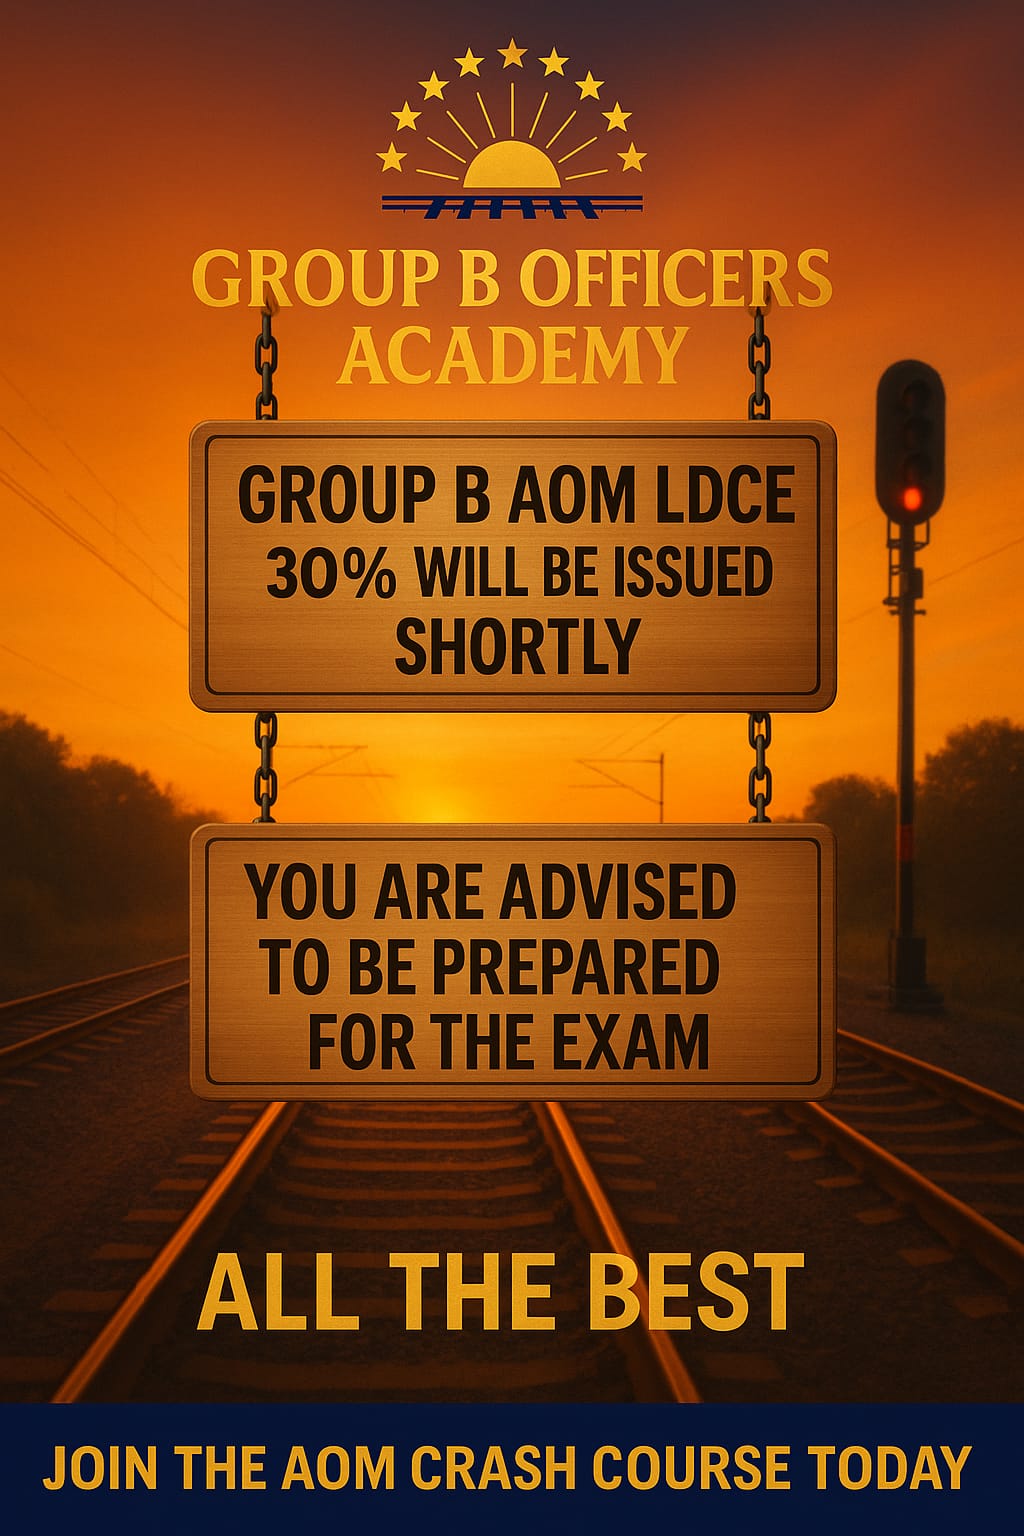 GROUP B OFFICERS
ACADEMY
GROUP B AOM LDCE
30% WILL BE ISSUED
SHORTLY
YOU ARE ADVISED
TO BE PREPARED
FOR THE EXAM
ALL THE BEST
JOIN THE AOM CRASH COURSE TODAY